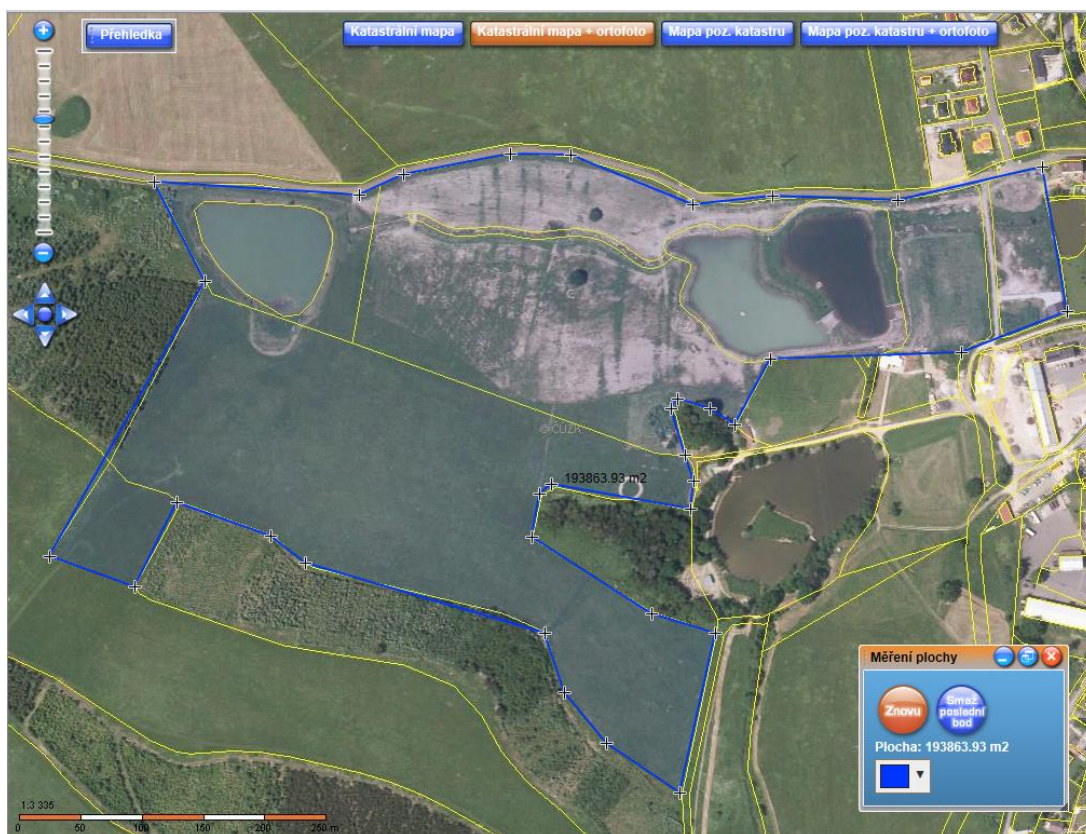 Přehledka
Katastrální mapa
Katastrální mapa + ortofoto
Mapa poz. katastru
Mapa poz. katastru + ortofoto
© ČÚZK
193863.93 m2
Měření plochy
Znovu
Smaž
poslední
bod
Plocha: 193863.93 m2
1:3 335
0 50 100 150 200 250 m